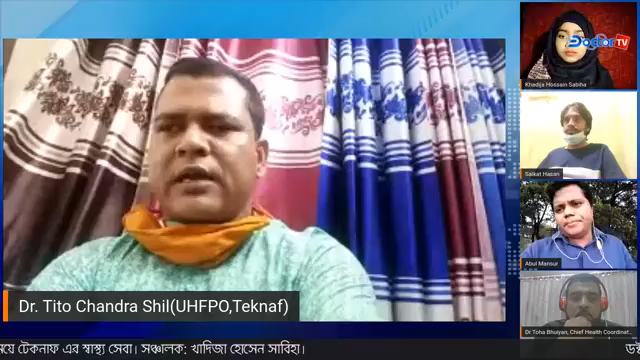 Doctor TV
Khadija Hossain Sabiha
Saikat Hasan
Abul Mansur
Dr Toha Bhuiyan, Chief Health Coordinat...
Dr. Tito Chandra Shil(UHFPO,Teknaf)
টেকনাফ এর স্বাস্থ্য সেবা। সঞ্চালক: খাদিজা হোসেন সাবিহা।